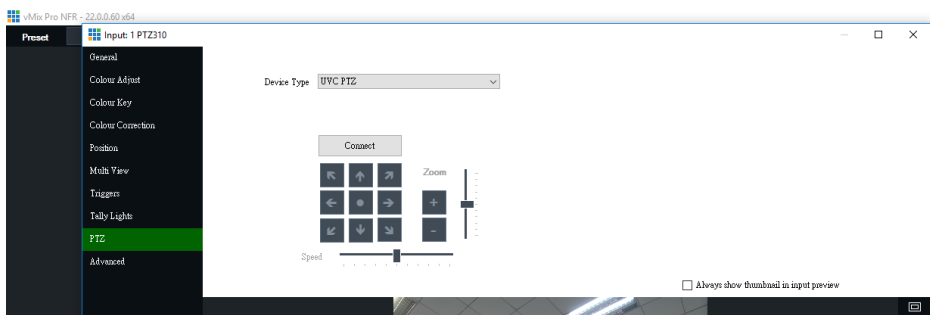 vMix Pro NFR - 22.0.0.60 x64
Preset
Input: 1 PTZ310
General
Colour Adjust
Colour Key
Colour Correction
Position
Multi View
Triggers
Tally Lights
PTZ
Advanced
Device Type UVC PTZ
Connect
Zoom
+
-
Speed
Always show thumbnail in input preview